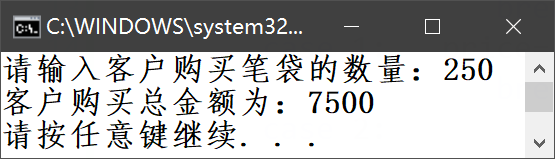 C:\WINDOWS\system32...
请输入客户购买笔袋的数量：250
客户购买总金额为：7500
请按任意键继续. . .